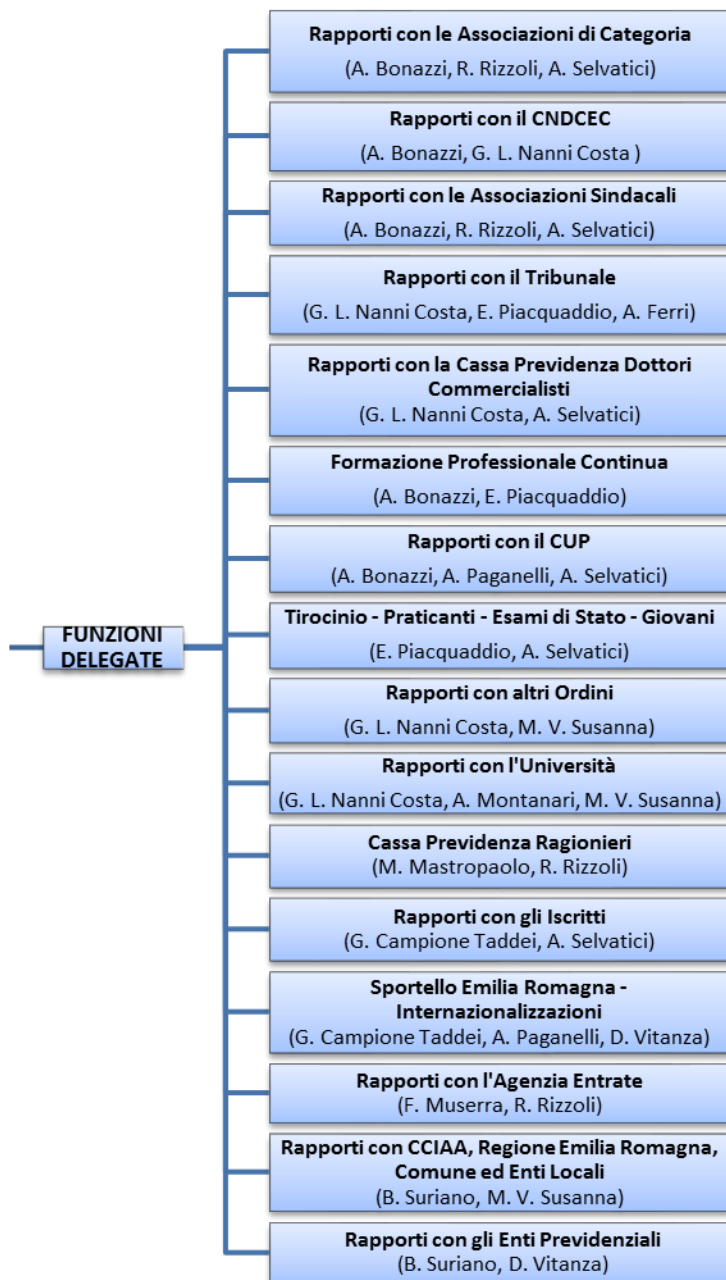 Rapporti con le Associazioni di Categoria
(A. Bonazzi, R. Rizzoli, A. Selvatici)
Rapporti con il CNDCEC
(A. Bonazzi, G. L. Nanni Costa )
Rapporti con le Associazioni Sindacali
(A. Bonazzi, R. Rizzoli, A. Selvatici)
Rapporti con il Tribunale
(G. L. Nanni Costa, E. Piacquaddio, A. Ferri)
Rapporti con la Cassa Previdenza Dottori
Commercialisti
(G. L. Nanni Costa, A. Selvatici)
Formazione Professionale Continua
(A. Bonazzi, E. Piacquaddio)
Rapporti con il CUP
(A. Bonazzi, A. Paganelli, A. Selvatici)
FUNZIONI
DELEGATE
Tirocinio - Praticanti - Esami di Stato - Giovani
(E. Piacquaddio, A. Selvatici)
Rapporti con altri Ordini
(G. L. Nanni Costa, M. V. Susanna)
Rapporti con l'Università
(G. L. Nanni Costa, A. Montanari, M. V. Susanna)
Cassa Previdenza Ragionieri
(M. Mastropaolo, R. Rizzoli)
Rapporti con gli Iscritti
(G. Campione Taddei, A. Selvatici)
Sportello Emilia Romagna -
Internazionalizzazioni
(G. Campione Taddei, A. Paganelli, D. Vitanza)
Rapporti con l'Agenzia Entrate
(F. Muserra, R. Rizzoli)
Rapporti con CCIAA, Regione Emilia Romagna,
Comune ed Enti Locali
(B. Suriano, M. V. Susanna)
Rapporti con gli Enti Previdenziali
(B. Suriano, D. Vitanza)